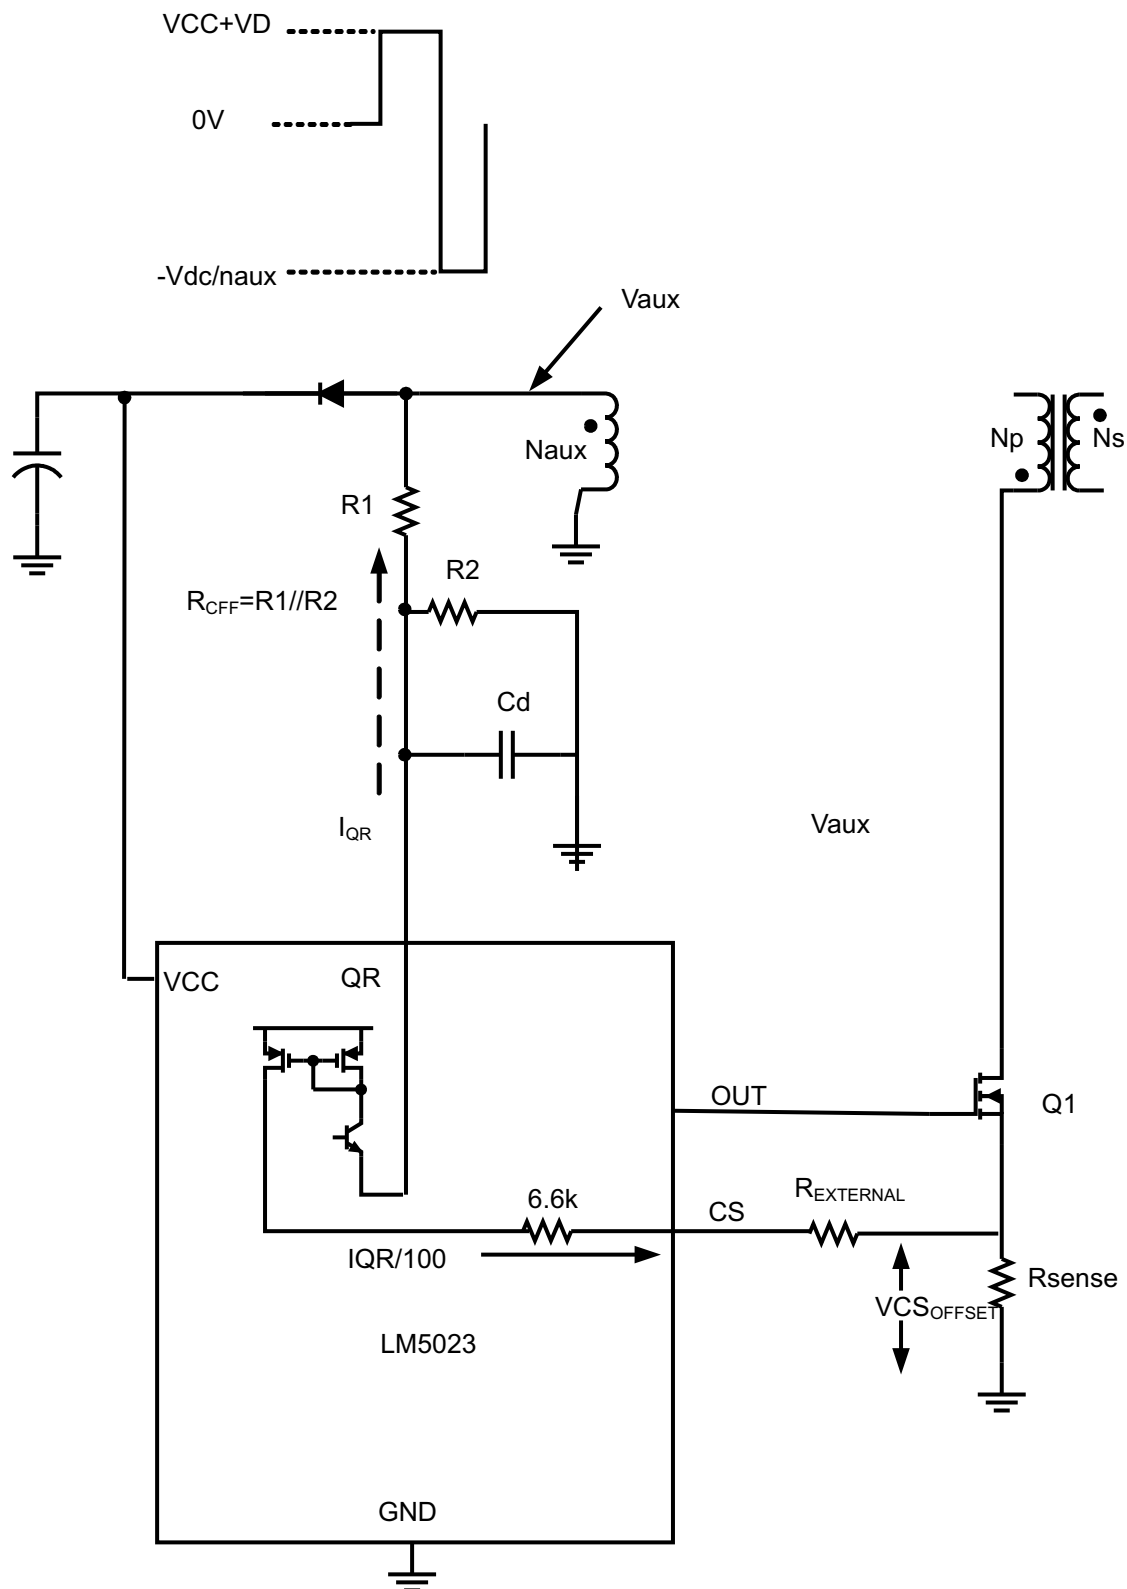 VCC+VD
0V
-Vdc/naux
Vaux
Np
Ns
Naux
R1
R2
RCFF=R1//R2
Cd
IQR
Vaux
VCC
QR
OUT
Q1
REXTERNAL
6.6k
CS
IQR/100
Rsense
VCSOFFSET
LM5023
GND